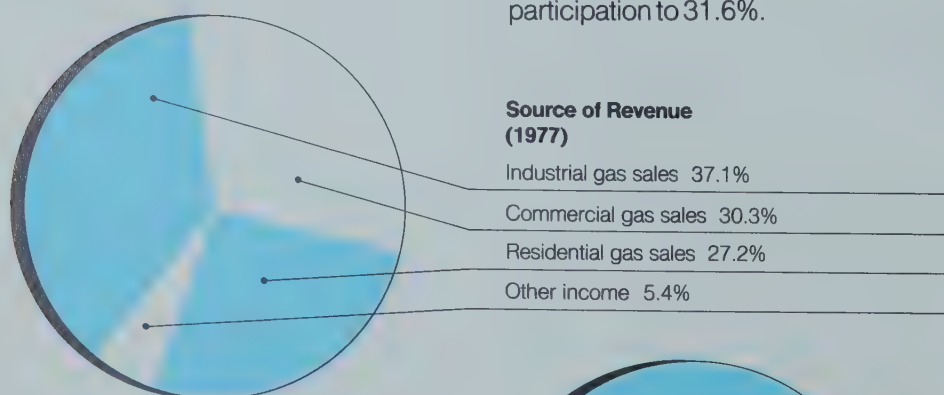 participation to 31.6%.
Source of Revenue
(1977)
Industrial gas sales 37.1%
Commercial gas sales 30.3%
Residential gas sales 27.2%
Other income 5.4%